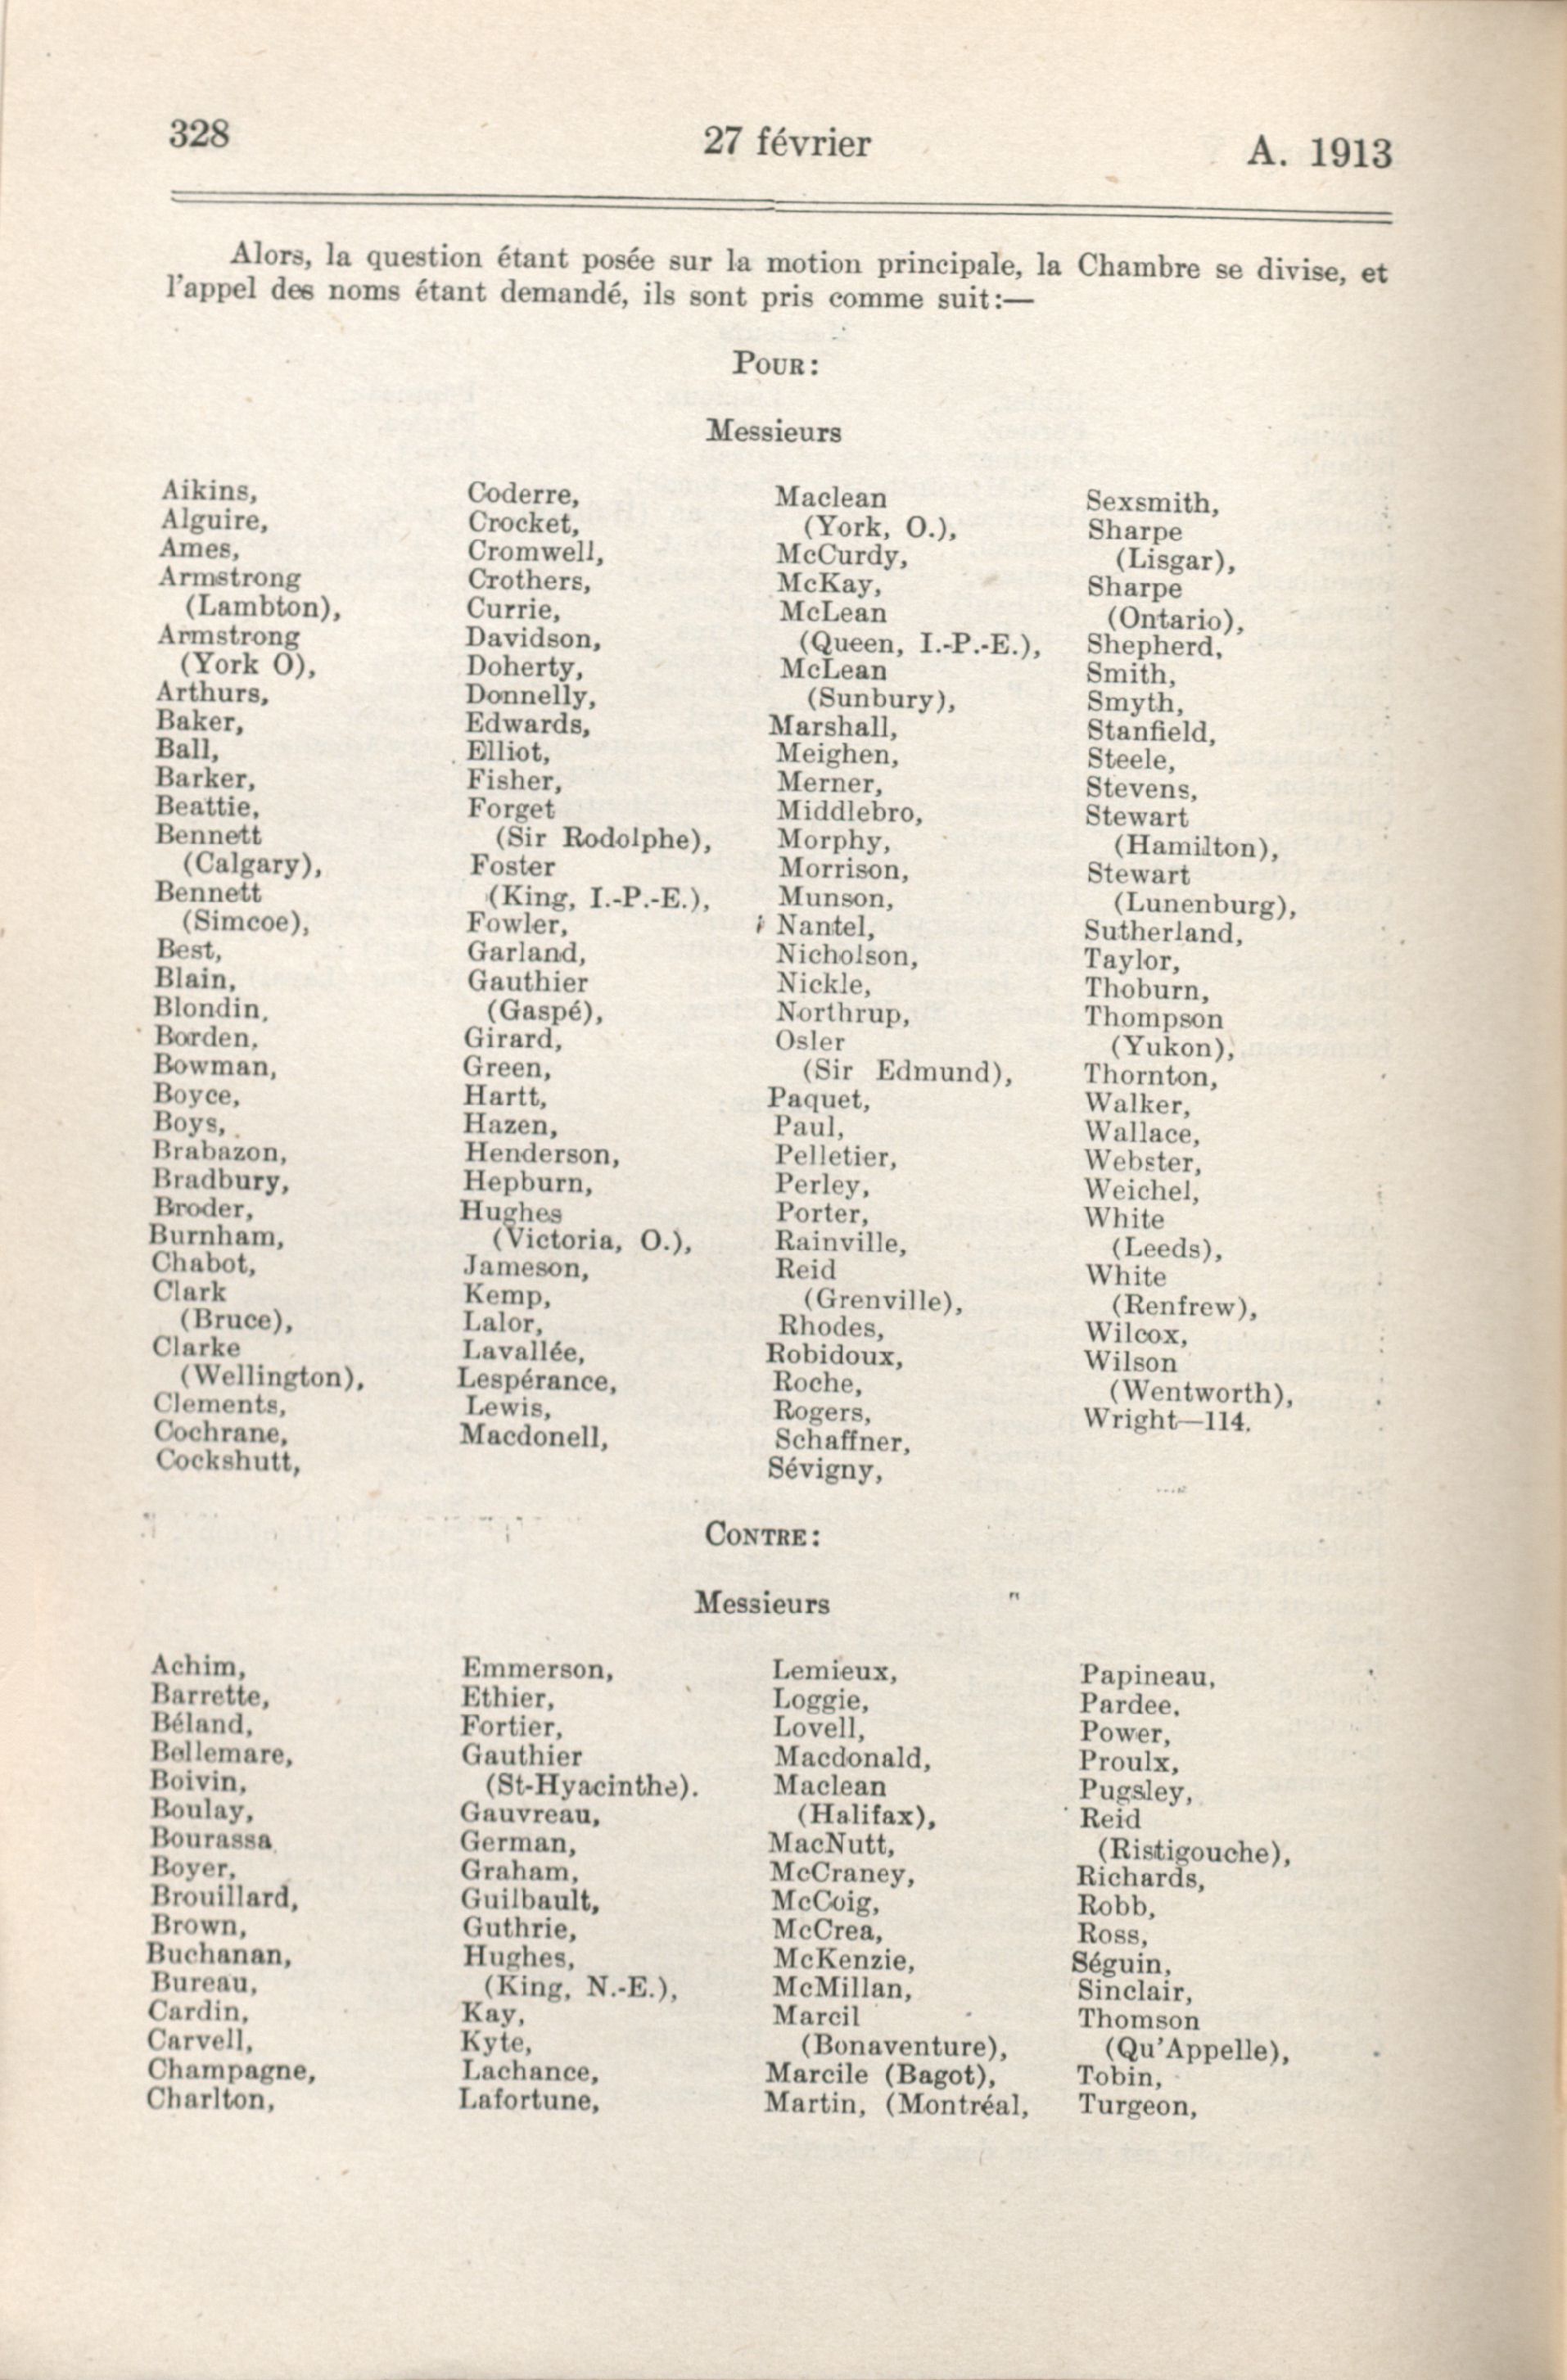 328
27 février
A. 1913
Alors, la question étant posée sur la motion principale, la Chambre se divise, et
l'appel des noms étant demandé, ils sont pris comme suit:—
POUR:
Messieurs
Aikins,
Alguire,
Ames,
Armstrong
(Lambton),
Armstrong
(York O),
Arthurs,
Baker,
Ball,
Barker,
Beattie,
Bennett
(Calgary),
Bennett
(Simcoe),
Best,
Blain,
Blondin,
Borden,
Bowman,
Boyce,
Boys,
Brabazon,
Bradbury,
Broder,
Burnham,
Chabot,
Clark
(Bruce),
Clarke
(Wellington),
Clements,
Cochrane,
Cockshutt,
Coderre,
Crocket,
Cromwell,
Crothers,
Currie,
Davidson,
Doherty,
Donnelly,
Edwards,
Elliot,
Fisher,
Forget
(Sir Rodolphe),
Foster
(King, I.-P.-E.),
Fowler,
Garland,
Gauthier
(Gaspé),
Girard,
Green,
Hartt,
Hazen,
Henderson,
Hepburn,
Hughes
(Victoria, O.),
Jameson,
Kemp,
Lalor,
Lavallée,
Lespérance,
Lewis,
Macdonell,
Maclean
(York, O.),
McCurdy,
McKay,
McLean
(Queen, I.-P.-E.),
McLean
(Sunbury),
Marshall,
Meighen,
Merner,
Middlebro,
Morphy,
Morrison,
Munson,
Nantel,
Nicholson,
Nickle,
Northrup,
Osler
(Sir Edmund),
Paquet,
Paul,
Pelletier,
Perley,
Porter,
Rainville,
Reid
(Grenville),
Rhodes,
Robidoux,
Roche,
Rogers,
Schaffner,
Sévigny,
Sexsmith,
Sharpe
(Lisgar),
Sharpe
(Ontario),
Shepherd,
Smith,
Smyth,
Stanfield,
Steele,
Stevens,
Stewart
(Hamilton),
Stewart
(Lunenburg),
Sutherland,
Taylor,
Thoburn,
Thompson
(Yukon),
Thornton,
Walker,
Wallace,
Webster,
Weichel,
White
(Leeds),
White
(Renfrew),
Wilcox,
Wilson
(Wentworth),
Wright—114.
CONTRE:
Messieurs
Achim,
Barrette,
Béland,
Bellemare,
Boivin,
Boulay,
Bourassa
Boyer,
Brouillard,
Brown,
Buchanan,
Bureau,
Cardin,
Carvell,
Champagne,
Charlton,
Emmerson,
Ethier,
Fortier,
Gauthier
(St-Hyacinthe).
Gauvreau,
German,
Graham,
Guilbault,
Guthrie,
Hughes,
(King, N.-E.),
Kay,
Kyte,
Lachance,
Lafortune,
Lemieux,
Loggie,
Lovell,
Macdonald,
Maclean
(Halifax),
MacNutt,
McCraney,
McCoig,
McCrea,
McKenzie,
McMillan,
Marcil
(Bonaventure),
Marcile (Bagot),
Martin, (Montréal,
Papineau,
Pardee,
Power,
Proulx,
Pugsley,
Reid
(Ristigouche),
Richards,
Robb,
Ross,
Séguin,
Sinclair,
Thomson
(Qu'Appelle),
Tobin,
Turgeon,